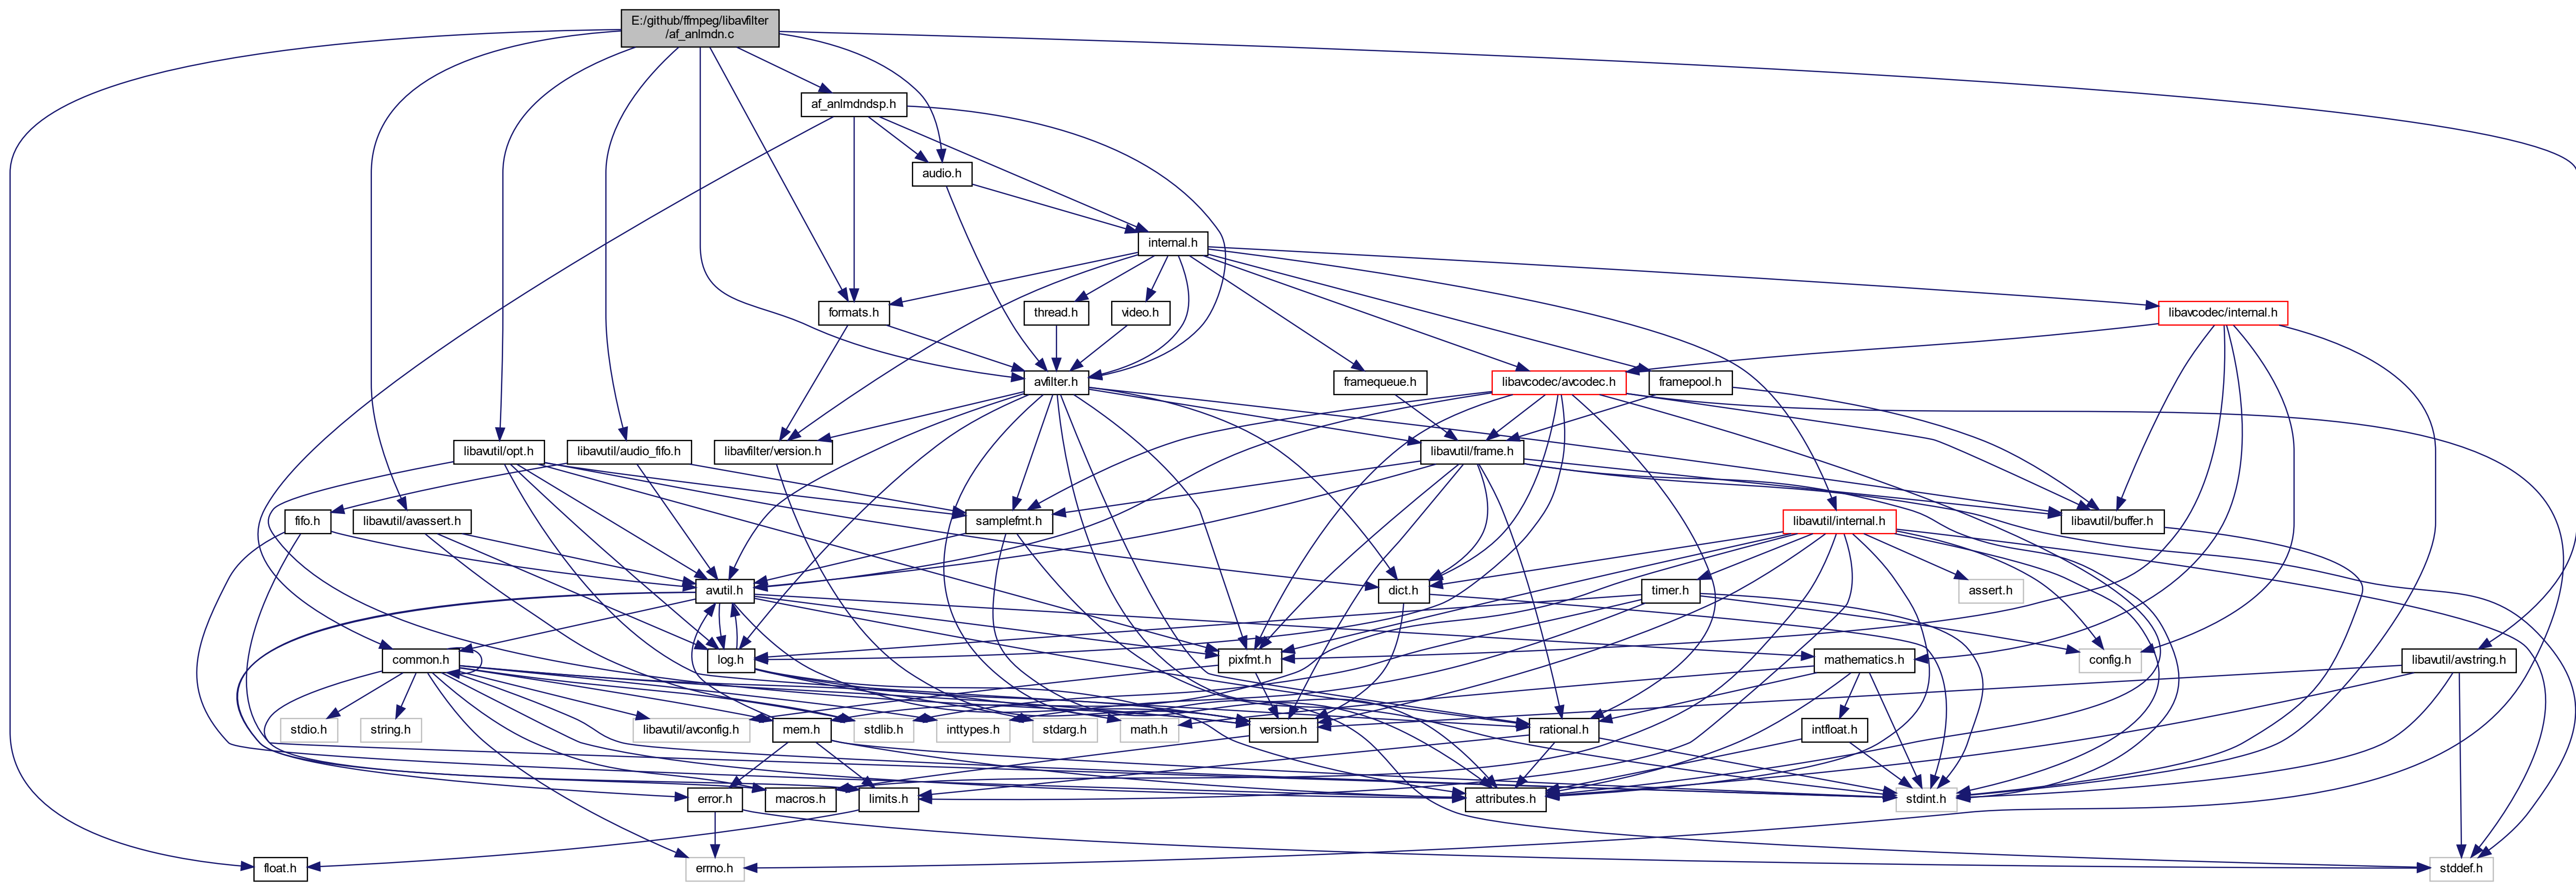 E:/github/ffmpeg/libavfilter
/af_anlmdn.c
af_anlmdndsp.h
audio.h
internal.h
formats.h
thread.h
video.h
libavcodec/internal.h
avfilter.h
framequeue.h
libavcodec/avcodec.h
framepool.h
libavutil/opt.h
libavutil/audio_fifo.h
libavfilter/version.h
libavutil/frame.h
fifo.h
libavutil/avassert.h
samplefmt.h
libavutil/internal.h
libavutil/buffer.h
avutil.h
dict.h
timer.h
assert.h
common.h
log.h
pixfmt.h
mathematics.h
config.h
libavutil/avstring.h
stdio.h
string.h
libavutil/avconfig.h
mem.h
stdlib.h
inttypes.h
stdarg.h
math.h
version.h
rational.h
intfloat.h
error.h
macros.h
limits.h
attributes.h
stdint.h
float.h
errno.h
stddef.h